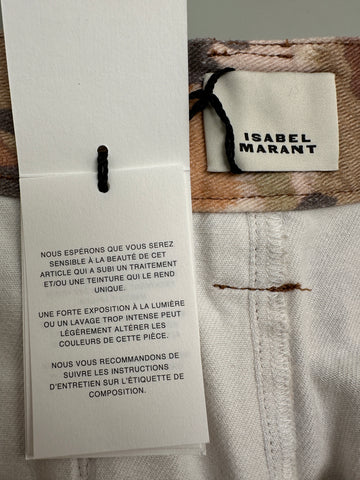 ISABEL
MARANT
NOUS ESPÉRONS QUE VOUS SEREZ
SENSIBLE À LA BEAUTÉ DE CET
ARTICLE QUI A SUBI UN TRAITEMENT
ET/OU UNE TEINTURE QUI LE REND
UNIQUE.
UNE FORTE EXPOSITION À LA LUMIÈRE
OU UN LAVAGE TROP INTENSE PEUT
LÉGÈREMENT ALTÉRER LES
COULEURS DE CETTE PIÈCE.
NOUS VOUS RECOMMANDONS DE
SUIVRE LES INSTRUCTIONS
D'ENTRETIEN SUR L'ÉTIQUETTE DE
COMPOSITION.